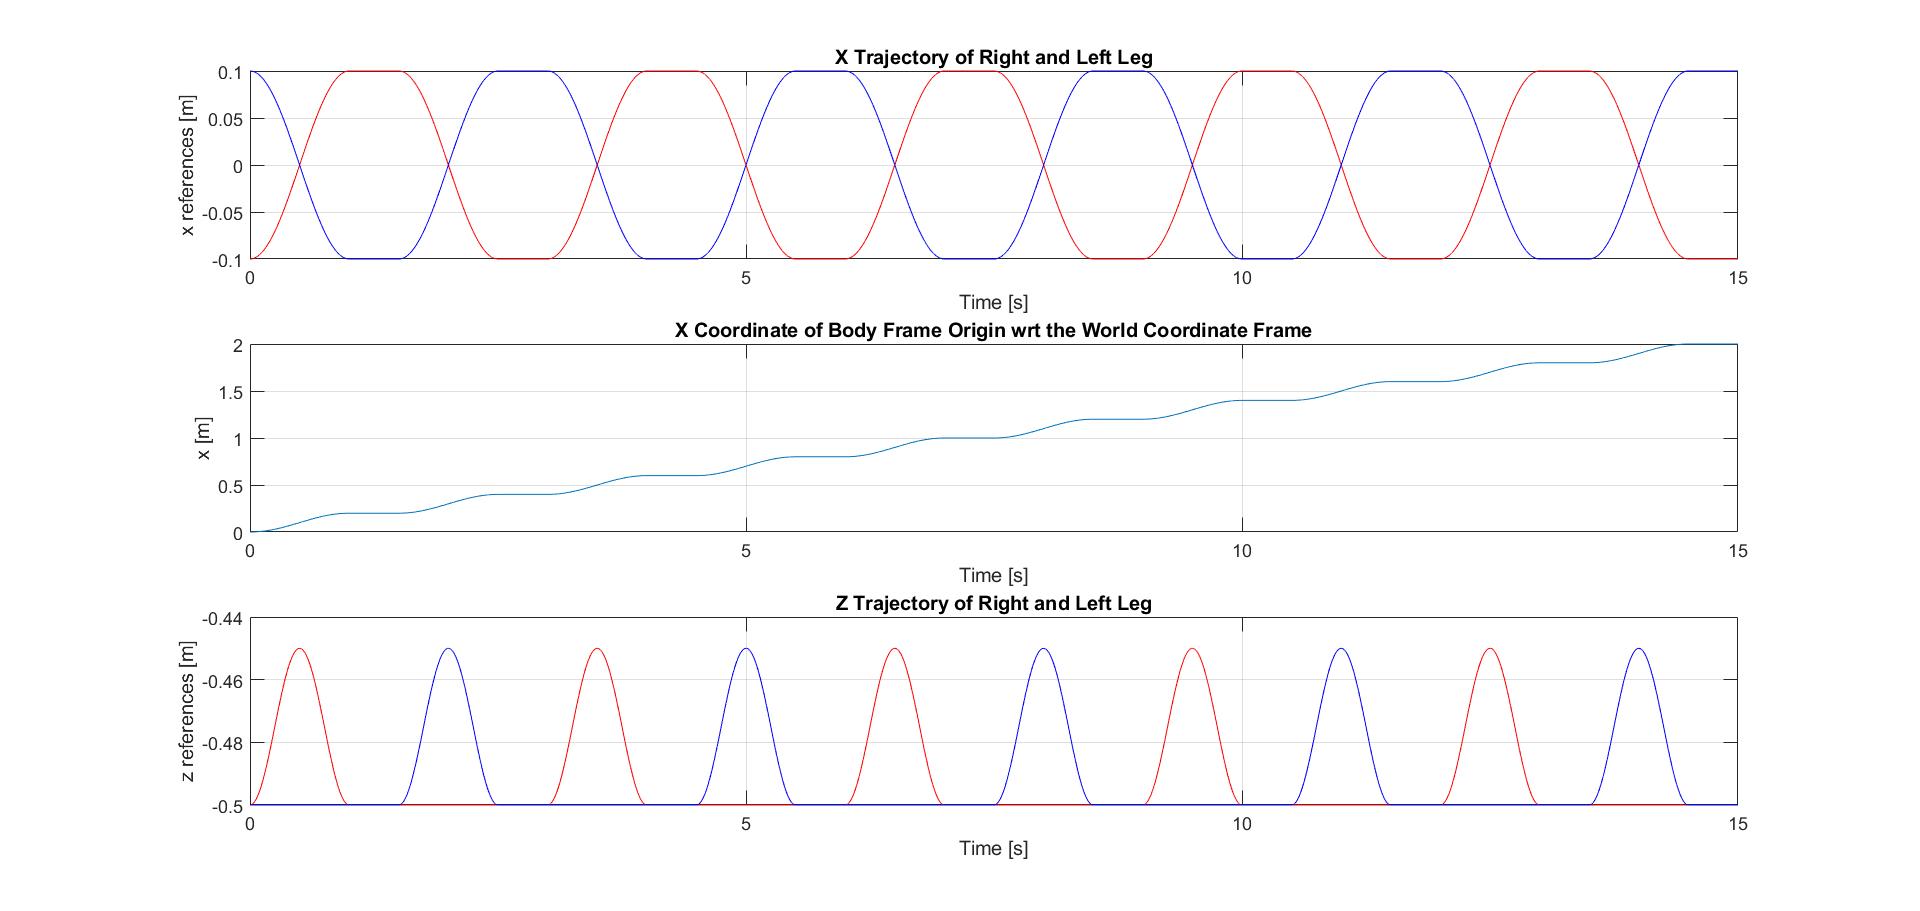 X Trajectory of Right and Left Leg
x references [m]
0.1
0.05
0
-0.05
-0.1
0 5 10 15
Time [s]
X Coordinate of Body Frame Origin wrt the World Coordinate Frame
x [m]
2
1.5
1
0.5
0
0 5 10 15
Time [s]
Z Trajectory of Right and Left Leg
z references [m]
-0.44
-0.46
-0.48
-0.5
0 5 10 15
Time [s]